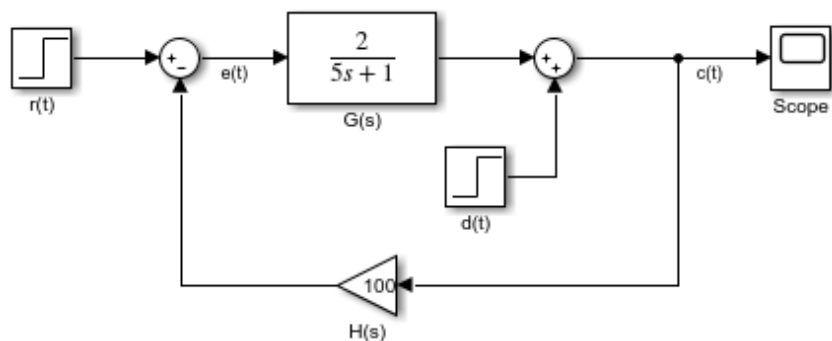 r(t)
+
−
e(t)
2
5s + 1
G(s)
+
+
c(t)
Scope
d(t)
100
H(s)